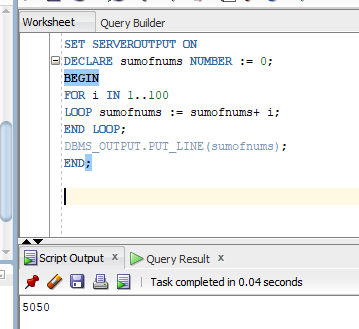 Worksheet Query Builder
SET SERVEROUTPUT ON
DECLARE sumofnums NUMBER := 0;
BEGIN
FOR i IN 1..100
LOOP sumofnums := sumofnums+ i;
END LOOP;
DBMS_OUTPUT.PUT_LINE(sumofnums);
END;
Script Output x Query Result x
Task completed in 0.04 seconds
5050